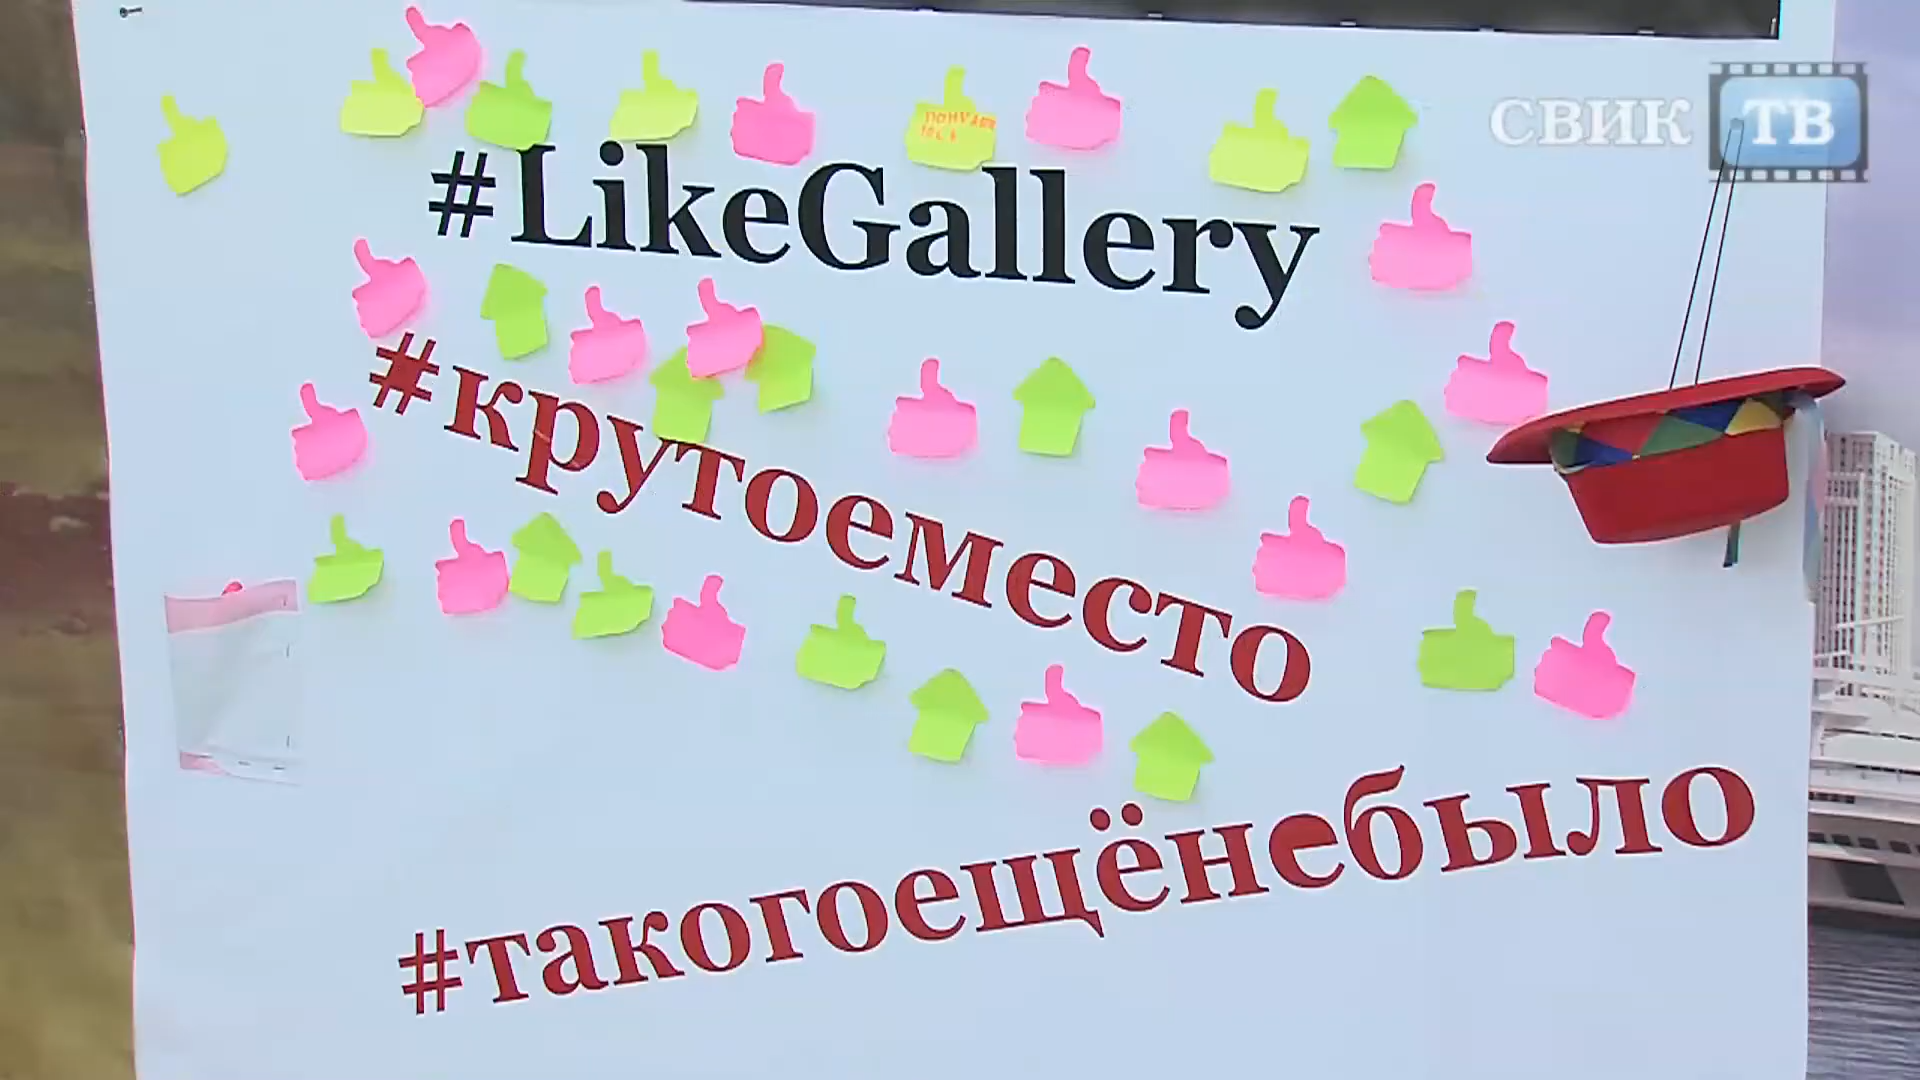 СВИК ТВ
#LikeGallery
#крутоеместо
#такогоещёнебыло